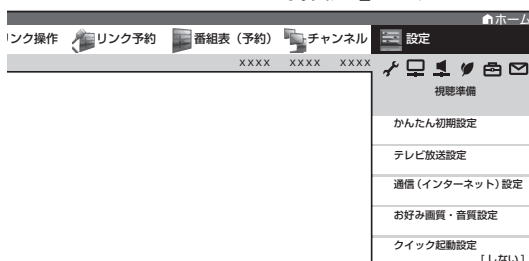 ホーム
ンク操作 リンク予約 番組表（予約） チャンネル 設定
xxxx xxxx xxxx
視聴準備
かんたん初期設定
テレビ放送設定
通信（インターネット）設定
お好み画質・音質設定
クイック起動設定
［しない］